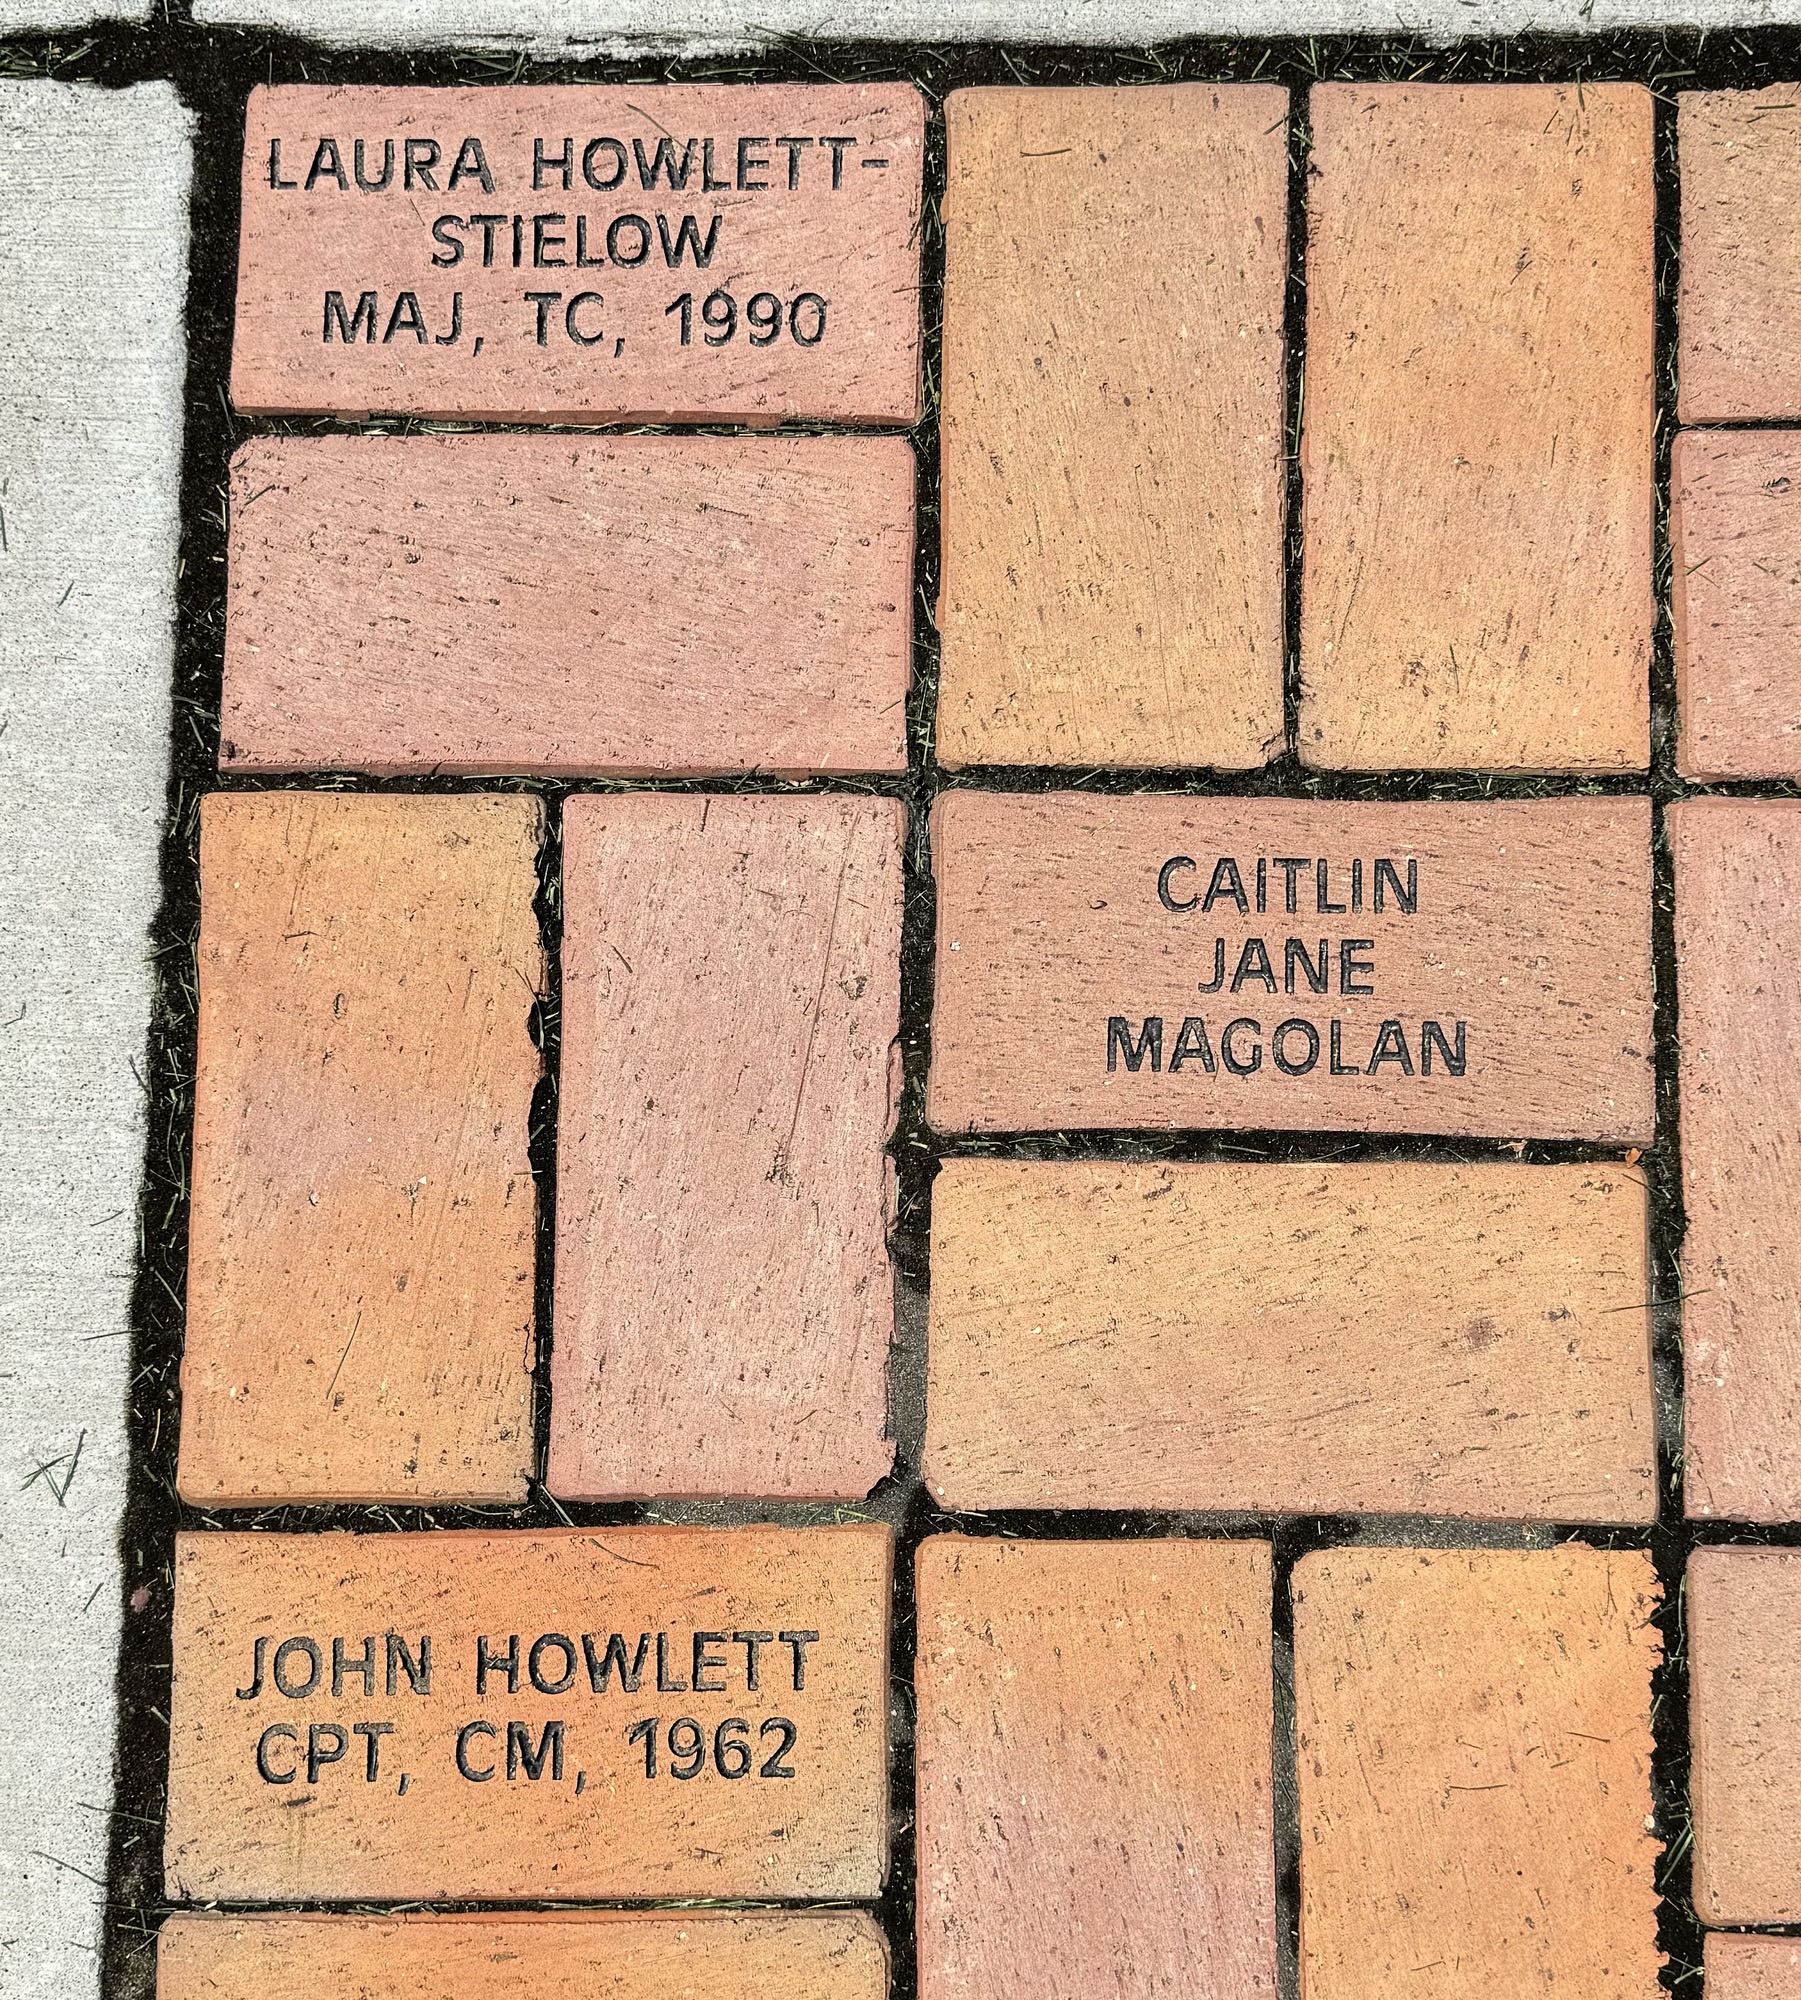 LAURA HOWLETT-
STIELOW
MAJ, TC, 1990
CAITLIN
JANE
MAGOLAN
JOHN HOWLETT
CPT, CM, 1962